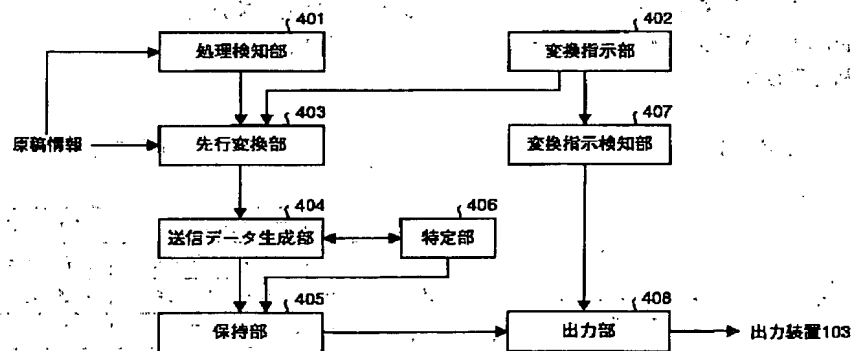 401
処理検知部
402
変換指示部
原稿情報
403
先行変換部
407
変換指示検知部
404
送信データ生成部
406
特定部
405
保持部
408
出力部
出力装置103